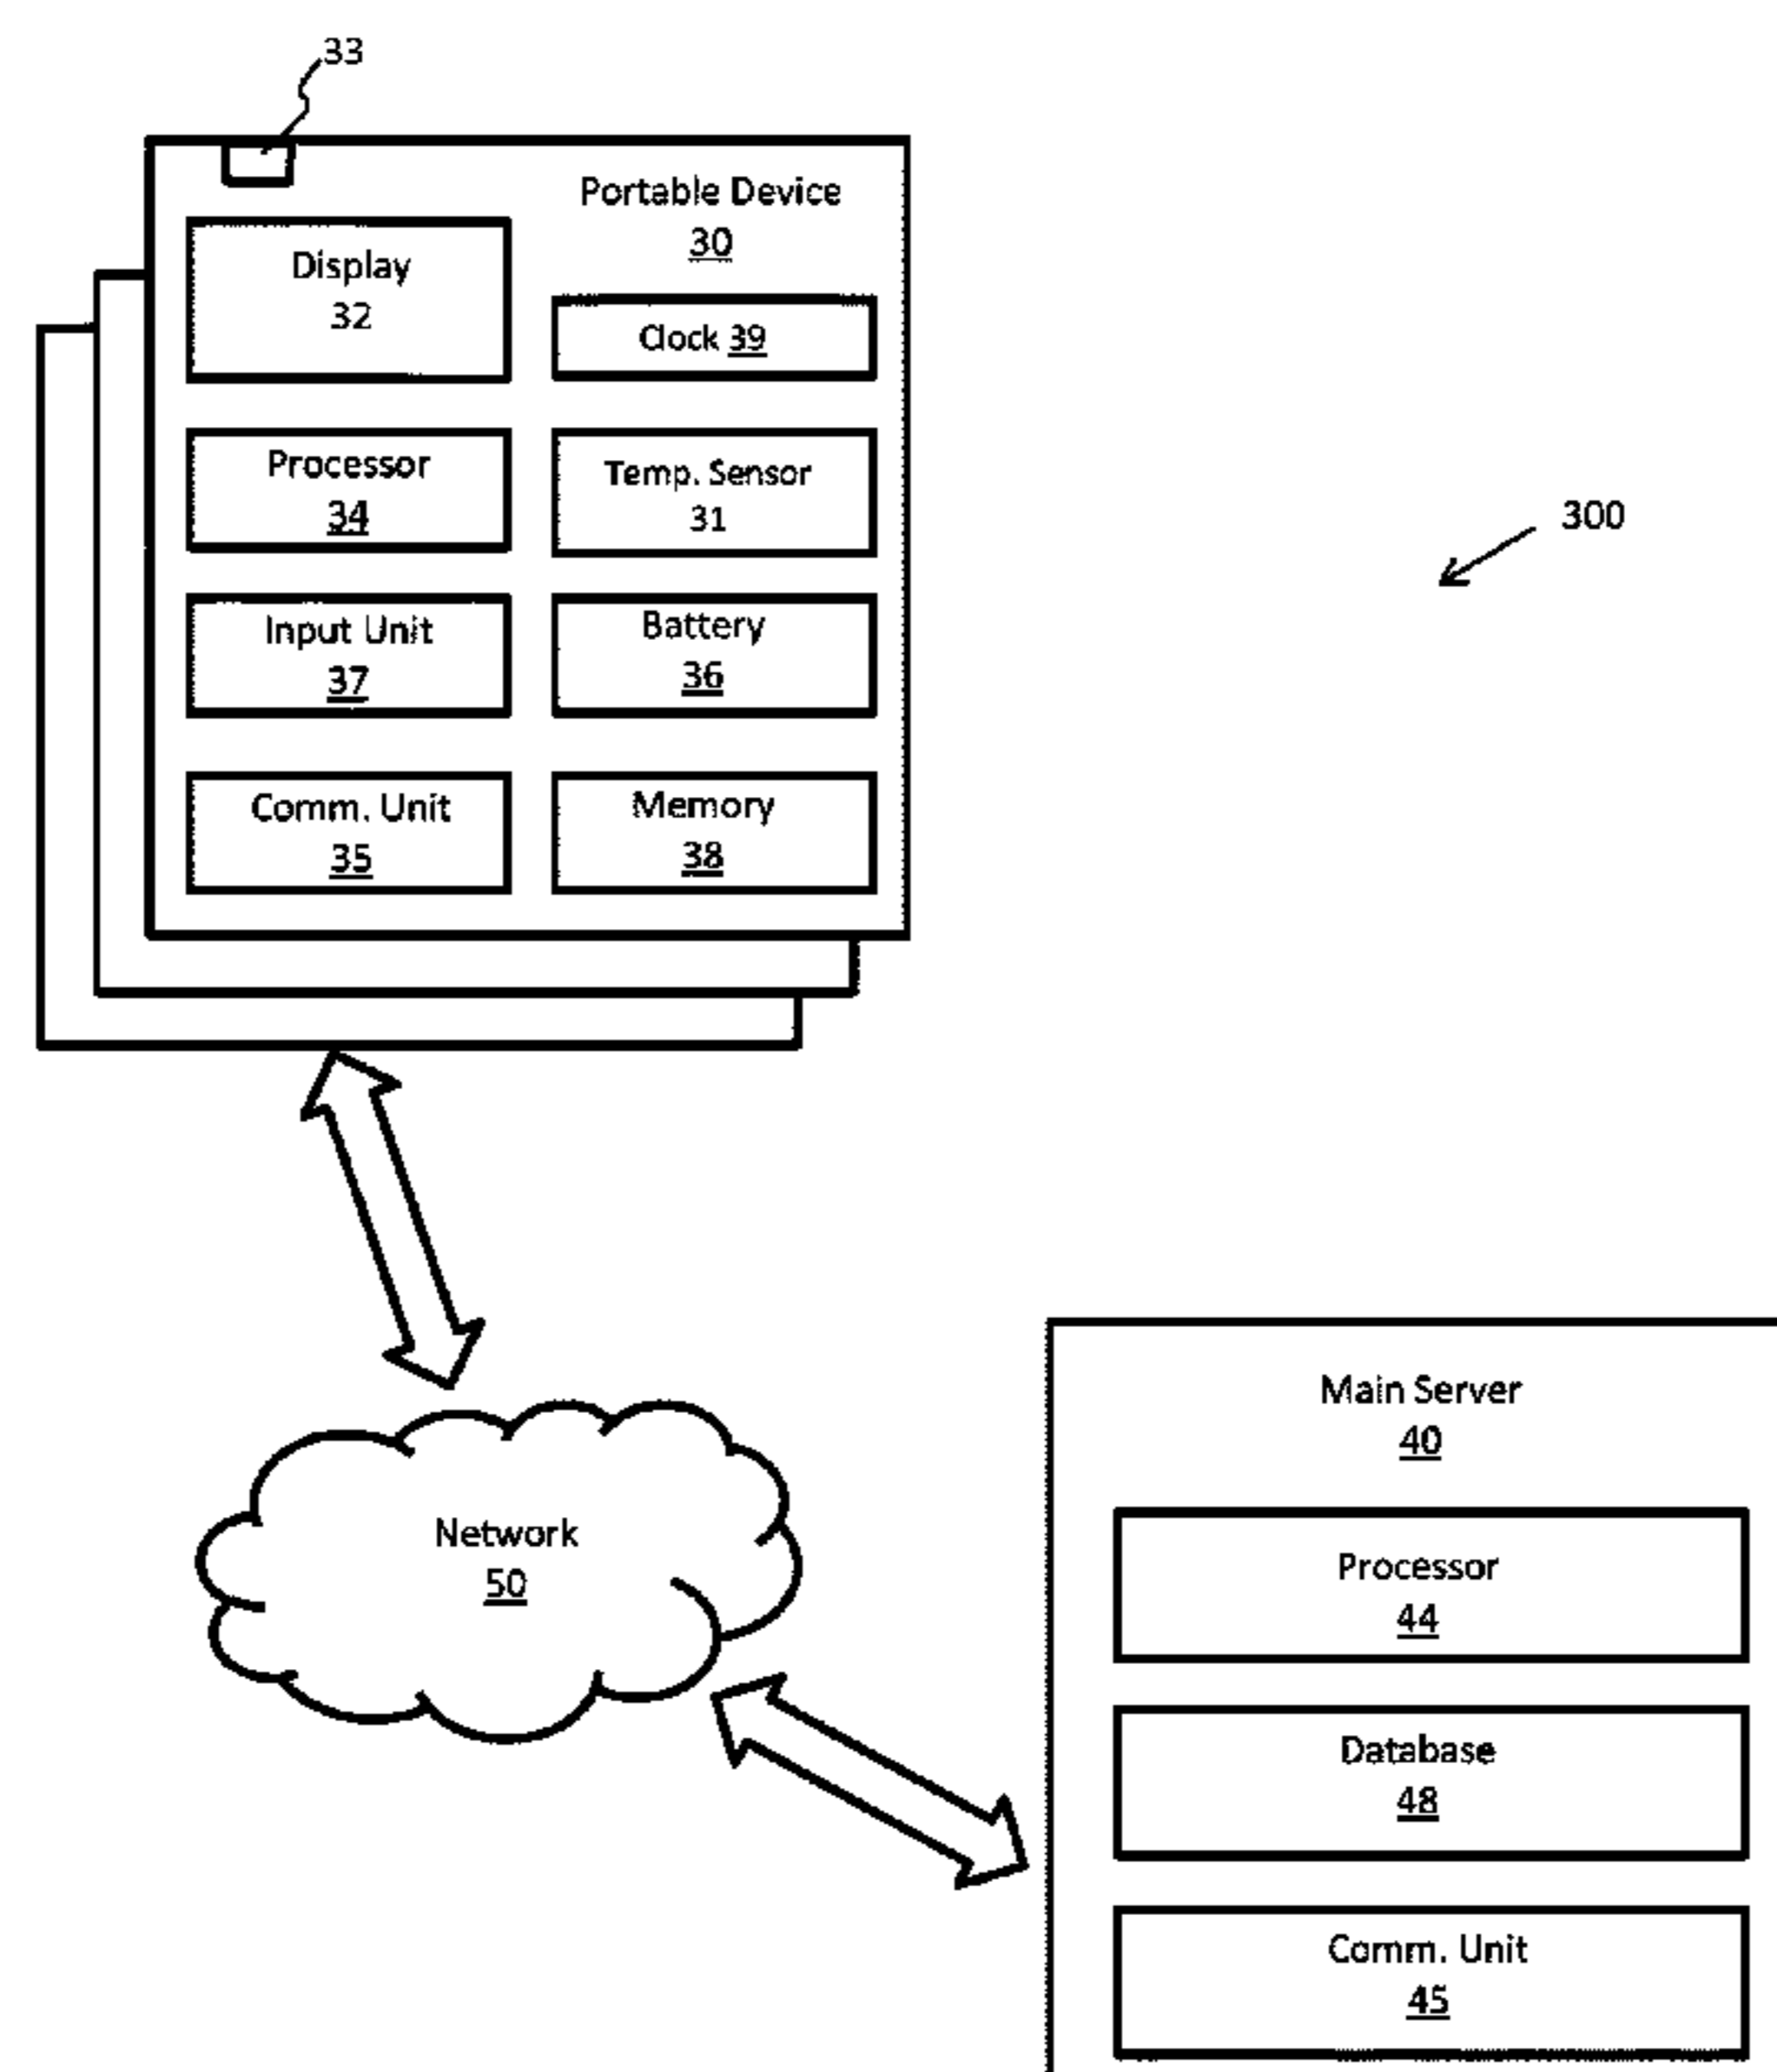 33
Portable Device
30
Display
32
Clock 39
Processor
34
Temp. Sensor
31
300
Input Unit
37
Battery
36
Comm. Unit
35
Memory
38
Main Server
40
Network
50
Processor
44
Database
48
Comm. Unit
45